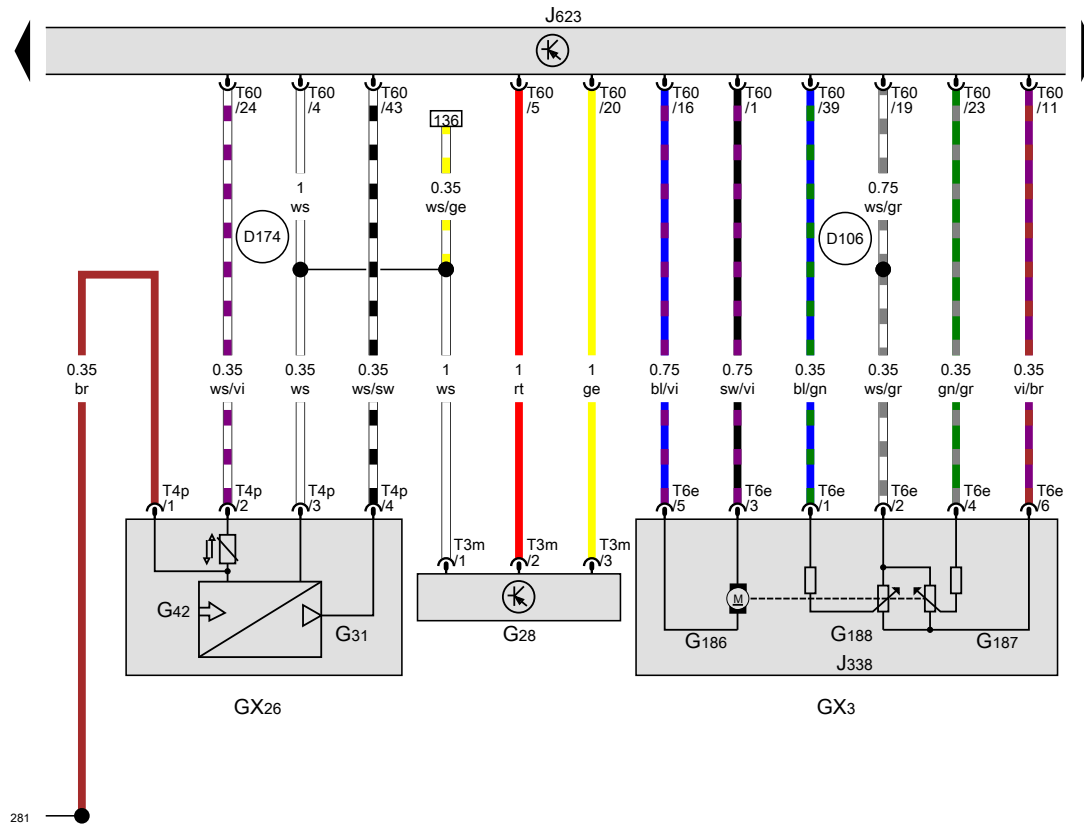 J623
T60 T60 T60 T60 T60 T60 T60 T60 T60 T60 T60
/24 /4 /43 /5 /20 /16 /1 /39 /19 /23 /11
136
1 0.35 0.75
ws ws/ge ws/gr
D174 D106
0.35 0.35 0.35 0.35 1 1 1 0.75 0.75 0.35 0.35 0.35 0.35
br ws/vi ws ws/sw ws rt ge bl/vi sw/vi bl/gn ws/gr gn/gr vi/br
T4p T4p T4p T4p T6e T6e T6e T6e T6e T6e
/1 /2 /3 /4 /5 /3 /1 /2 /4 /6
T3m T3m T3m
/1 /2 /3
M
G42 G31 G28 G186 G188 G187
J338
GX26 GX3
281